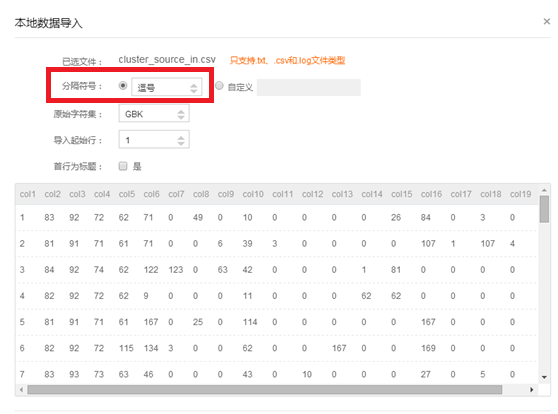 本地数据导入 ×
已选文件： cluster_source_in.csv 只支持.txt、.csv和.log文件类型
分隔符号： 逗号 自定义
原始字符集： GBK
导入起始行： 1
首行为标题： 是
col1 col2 col3 col4 col5 col6 col7 col8 col9 col10 col11 col12 col13 col14 col15 col16 col17 col18 col19
1 83 92 72 62 71 0 49 0 10 0 0 0 0 26 84 0 3 0
2 81 91 71 61 71 0 0 6 39 3 0 0 0 0 107 1 107 4
3 84 92 74 62 122 123 0 63 42 0 0 0 1 81 0 0 0 0
4 82 92 72 62 9 0 0 0 11 0 0 0 62 62 0 0 0 0
5 81 91 71 61 167 0 25 0 114 0 0 0 0 0 167 0 0 0
6 82 92 72 115 134 3 0 0 62 0 0 167 0 0 169 0 0 0
7 83 93 73 63 46 0 0 0 43 0 10 0 0 0 27 0 5 0